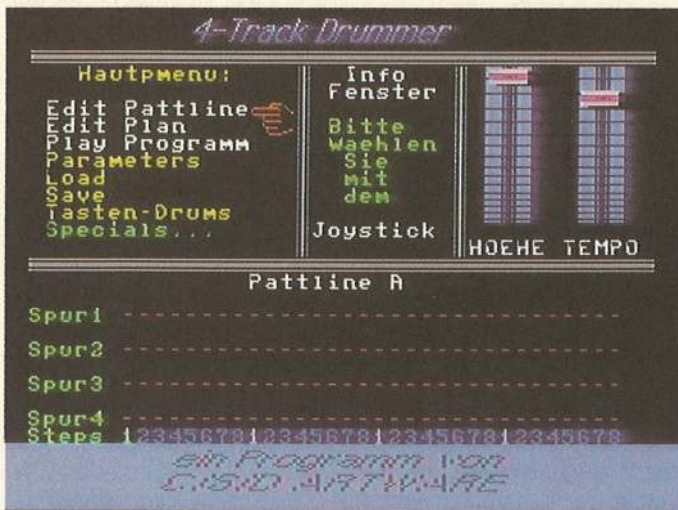 4-Track Drummer
Hautpmenu:
Edit Pattline
Edit Plan
Play Programm
Parameters
Load
Save
Tasten-Drums
Specials...
Info
Fenster
Bitte
Waehlen
Sie
mit
dem
Joystick
HOEHE TEMPO
Pattline A
Spur1
Spur2
Spur3
Spur4
Steps 12345678123456781234567812345678
ein Programm von
C.S.J.D ARTWARE